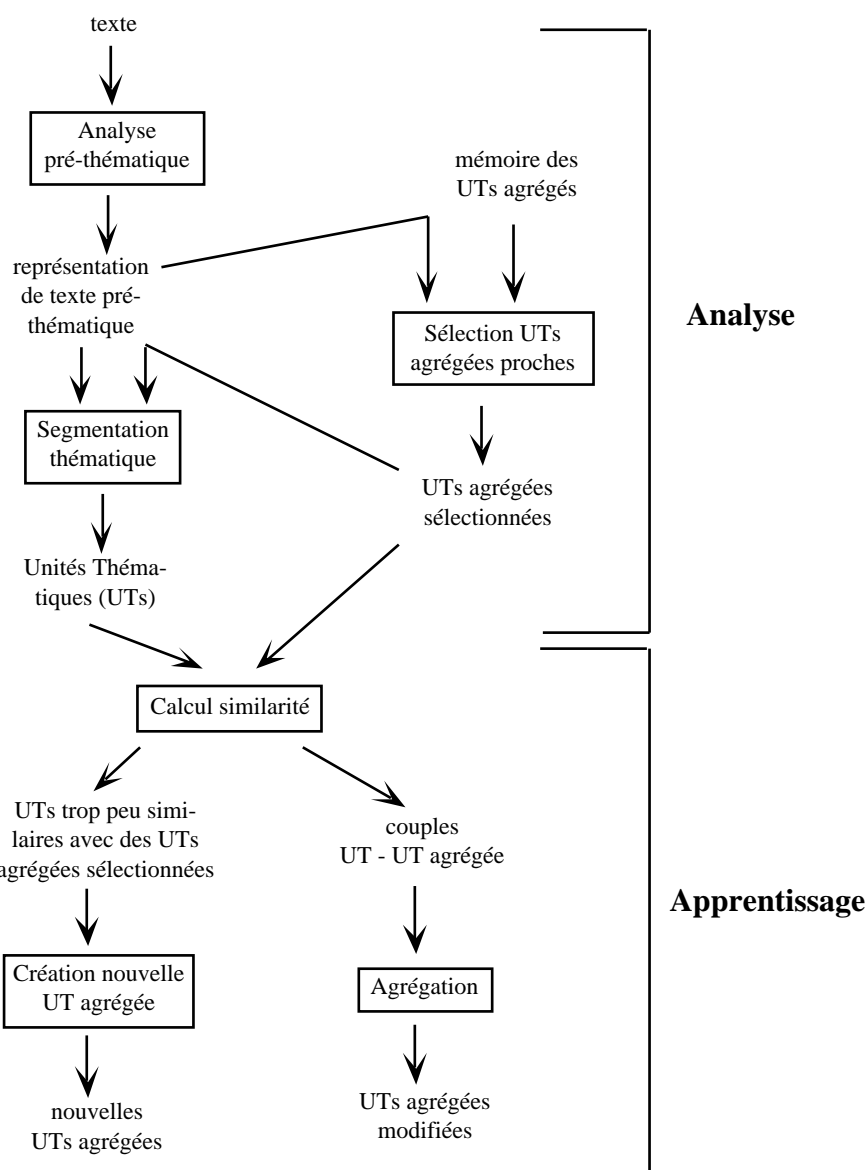 texte
Analyse
pré-thématique
mémoire des
UTs agrégés
représentation
de texte pré-
thématique
Sélection UTs
agrégées proches
Analyse
Segmentation
thématique
UTs agrégées
sélectionnées
Unités Théma-
tiques (UTs)
Calcul similarité
UTs trop peu simi-
laires avec des UTs
agrégées sélectionnées
couples
UT - UT agrégée
Apprentissage
Création nouvelle
UT agrégée
Agrégation
nouvelles
UTs agrégées
UTs agrégées
modifiées